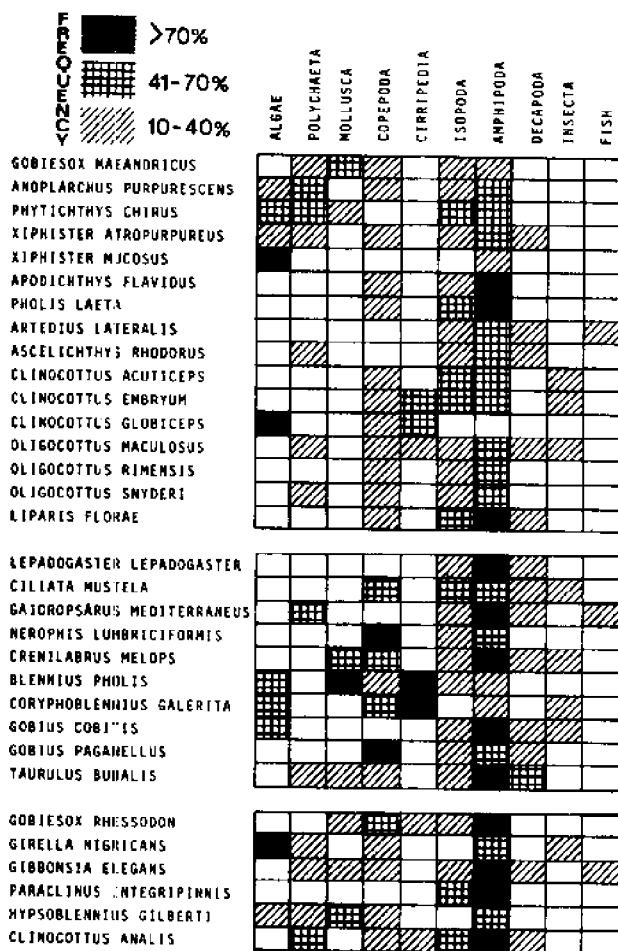 FREQUENCY
>70%
41-70%
10-40%
ALGAE
POLYCHAETA
MOLLUSCA
COPEPODA
CIRRIPEDIA
ISOPODA
AMPHIPODA
DECAPODA
INSECTA
FISH
GOBIESOX MAEANDRICUS
ANOPLARCHUS PURPURESCENS
PHYTICHTHYS CHIRUS
XIPHISTER ATROPURPUREUS
XIPHISTER MUCOSUS
APODICHTHYS FLAVIDUS
PHOLIS LAETA
ARTEDIUS LATERALIS
ASCELICHTHYS RHODORUS
CLINOCOTTUS ACUTICEPS
CLINOCOTTUS EMBRYUM
CLINOCOTTUS GLOBICEPS
OLIGOCOTTUS MACULOSUS
OLIGOCOTTUS RIMENSIS
OLIGOCOTTUS SNYDERI
LIPARIS FLORAE
LEPADOGASTER LEPADOGASTER
CILIATA MUSTELA
GAIDROPSARUS MEDITERRANEUS
NEROPHIS LUMBRICIFORMIS
CRENILABRUS MELOPS
BLENNIUS PHOLIS
CORYPHOBLENNIUS GALERITA
GOBIUS COBITIS
GOBIUS PAGANELLUS
TAURULUS BUBALIS
GOBIESOX RHESSODON
GIRELLA NIGRICANS
GIBBONSIA ELEGANS
PARACLINUS INTEGRIPINNIS
HYPSOBLENNIUS GILBERTI
CLINOCOTTUS ANALIS